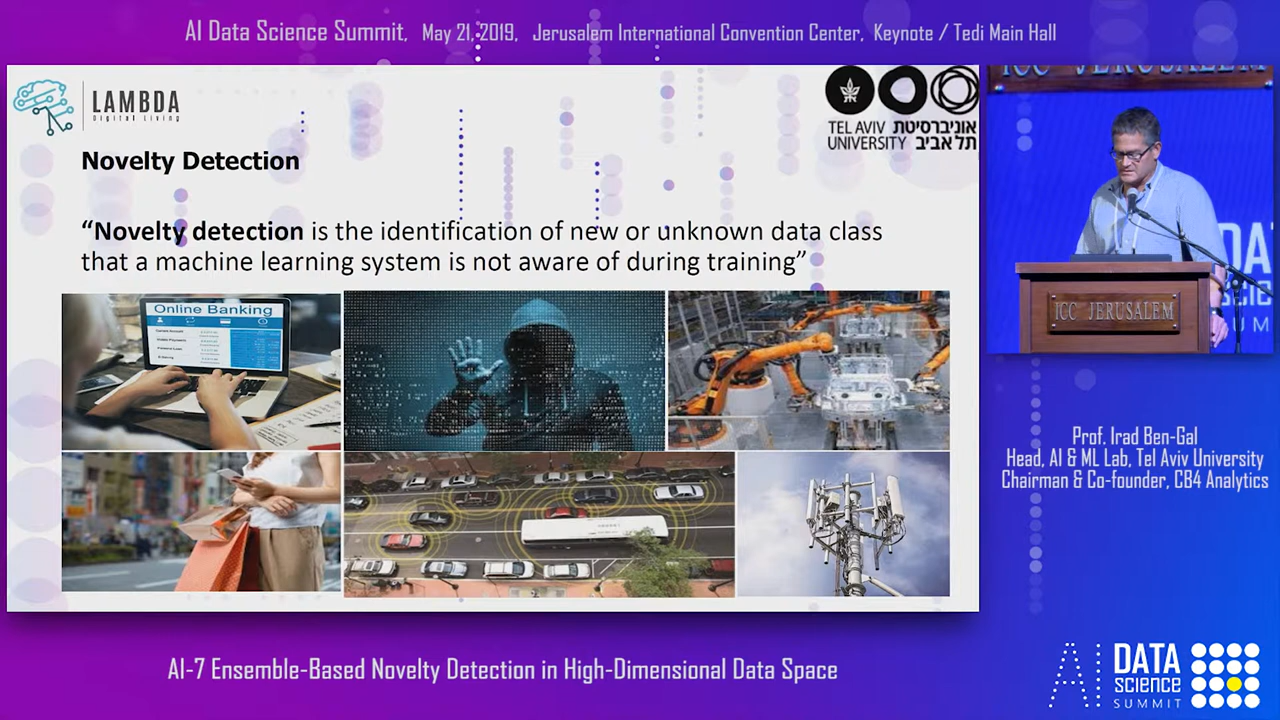 AI Data Science Summit, May 21, 2019, Jerusalem International Convention Center, Keynote / Tedi Main Hall
LAMBDA
Digital Living
TEL AVIV UNIVERSITY
אוניברסיטת תל אביב
Novelty Detection
“Novelty detection is the identification of new or unknown data class
that a machine learning system is not aware of during training”
Online Banking
ICC JERUSALEM
DATA
SUM
ICC JERUSALEM
Prof. Irad Ben-Gal
Head, AI & ML Lab, Tel Aviv University
Chairman & Co-founder, CB4 Analytics
AI-7 Ensemble-Based Novelty Detection in High-Dimensional Data Space
AI DATA
SCIENCE
SUMMIT